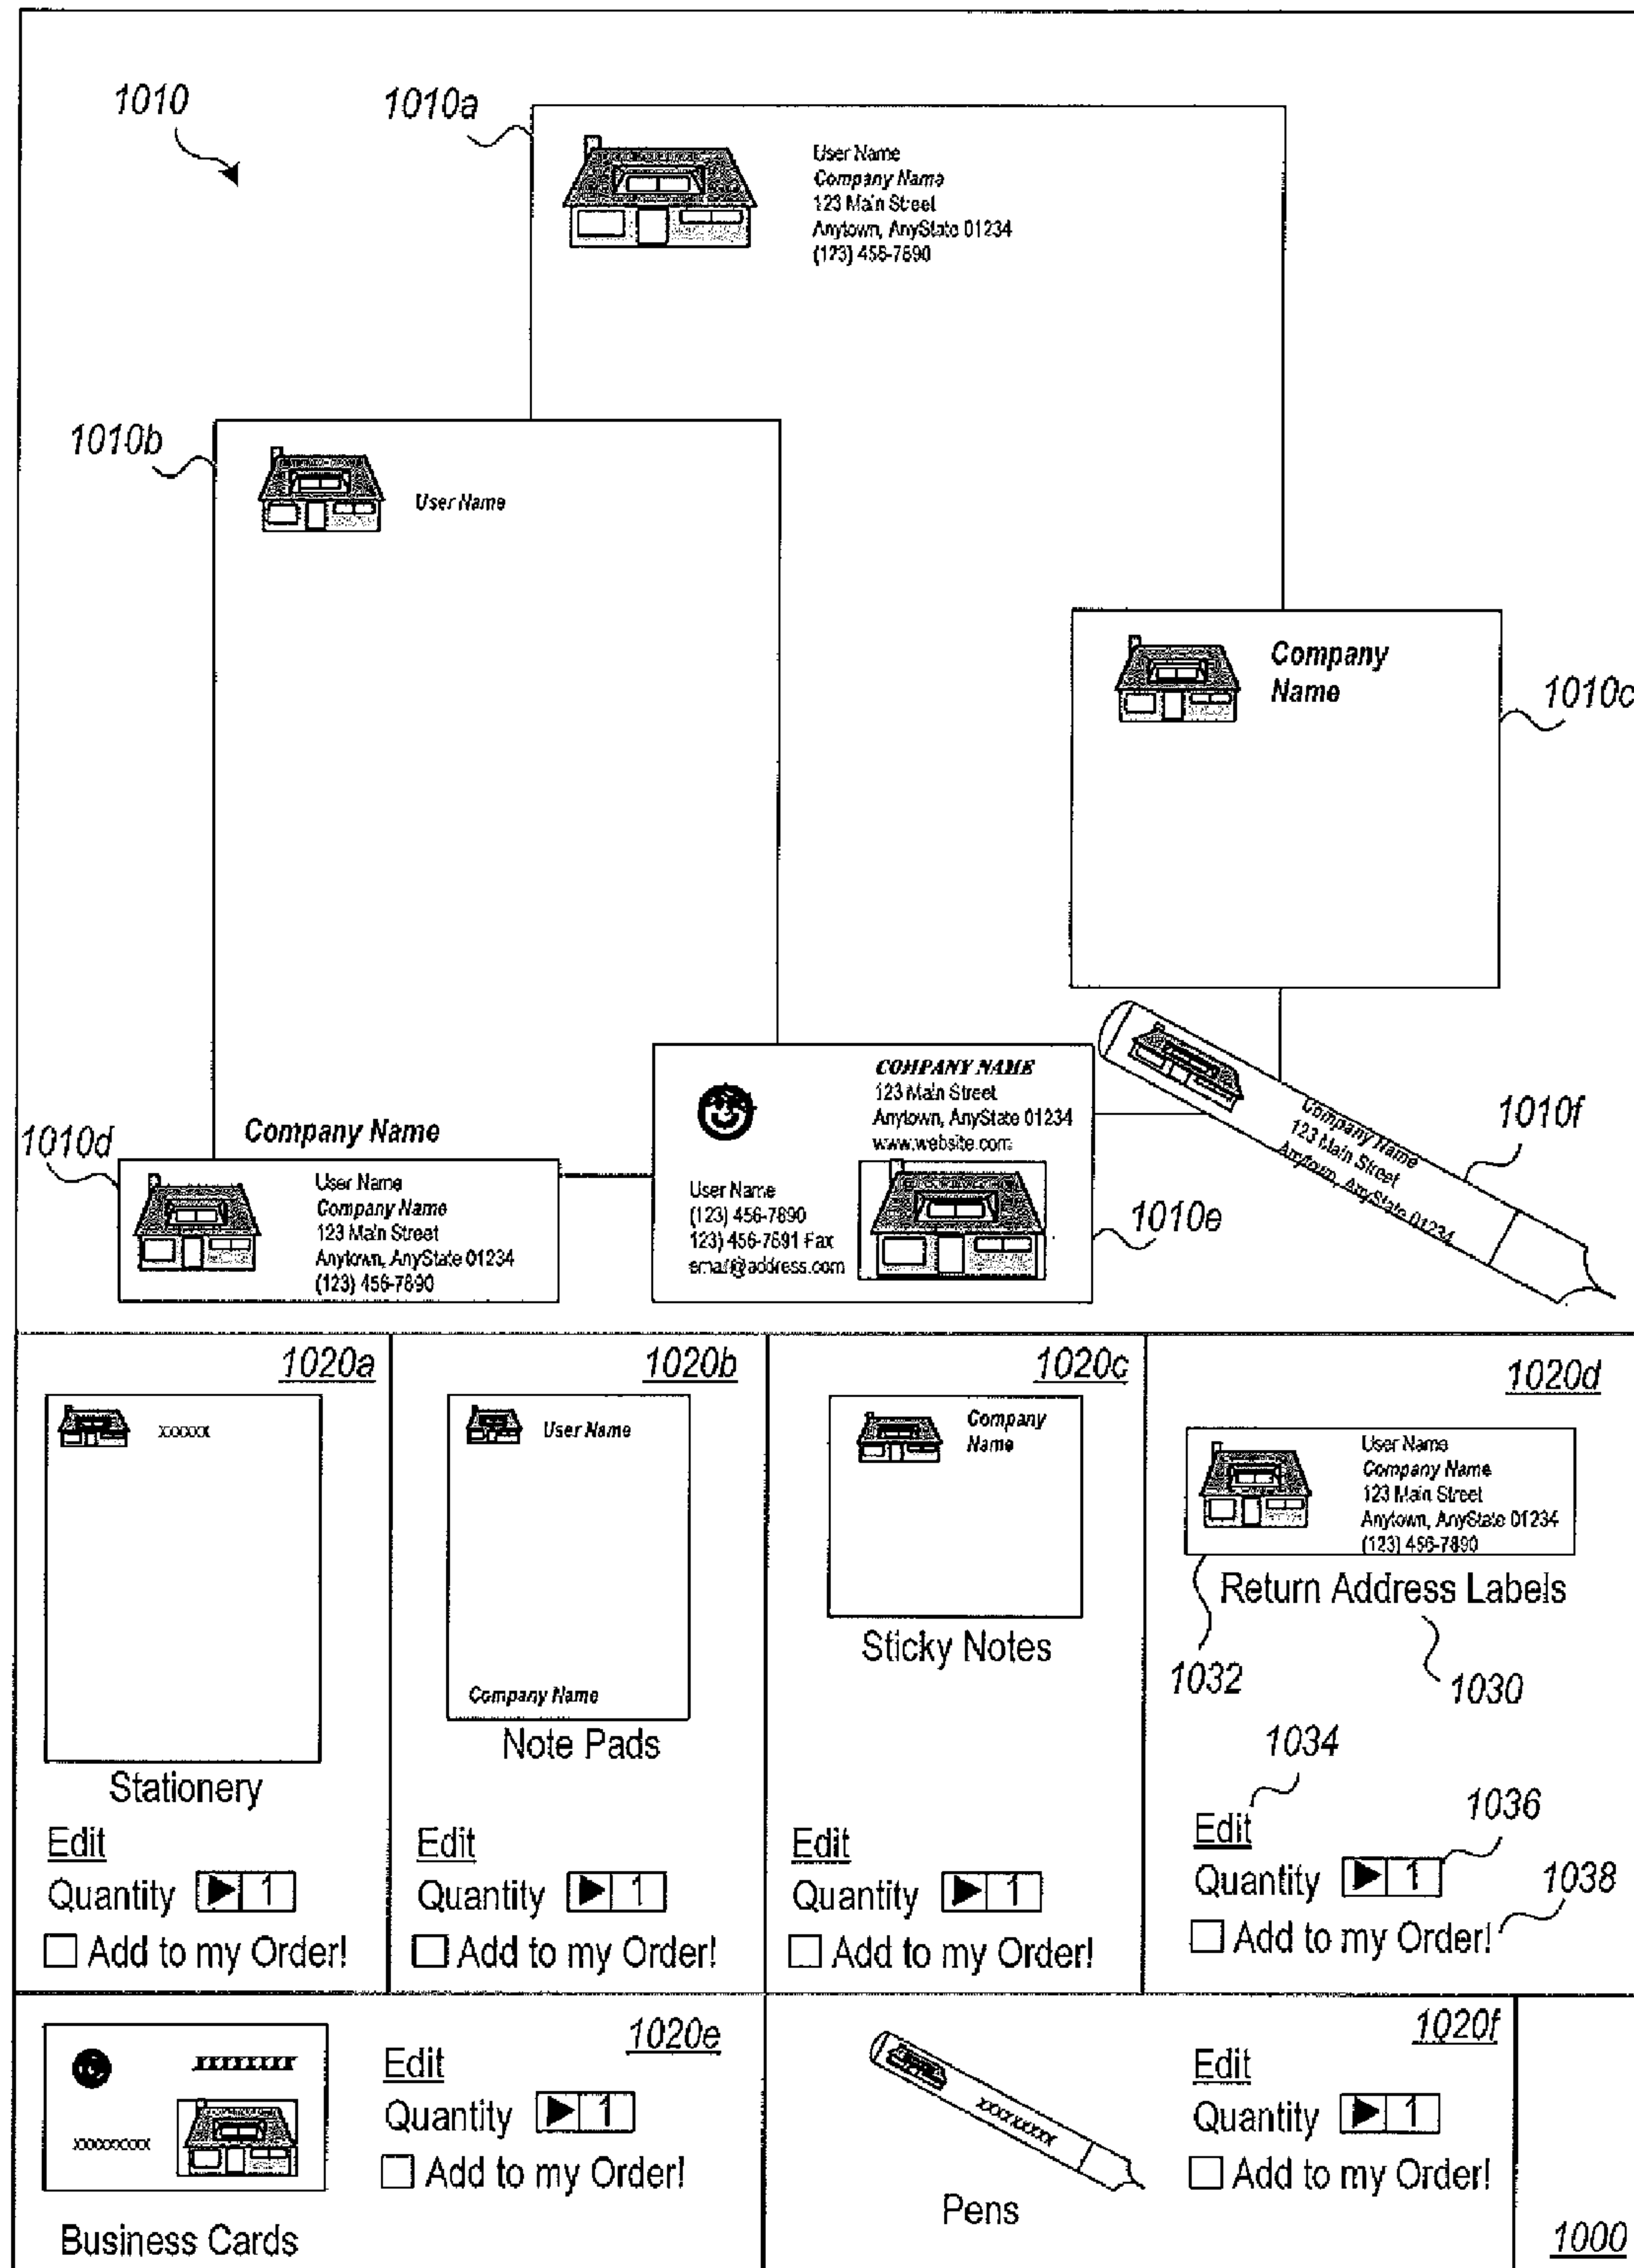 1010
1010a
User Name
Company Name
123 Main Street
Anytown, AnyState 01234
(123) 456-7890
1010b
User Name
Company
Name
1010c
1010d
Company Name
User Name
Company Name
123 Main Street
Anytown, AnyState 01234
(123) 456-7890
COMPANY NAME
123 Main Street
Anytown, AnyState 01234
www.website.com
User Name
(123) 456-7890
123) 456-7891 Fax
email@address.com
1010e
Company Name
123 Main Street
Anytown, AnyState 01234
1010f
1020a
xxxxxx
Stationery
Edit
Quantity 1
Add to my Order!
1020b
User Name
Company Name
Note Pads
Edit
Quantity 1
Add to my Order!
1020c
Company
Name
Sticky Notes
Edit
Quantity 1
Add to my Order!
1020d
User Name
Company Name
123 Main Street
Anytown, AnyState 01234
(123) 456-7890
Return Address Labels
1032
1030
1034
Edit
1036
Quantity 1
1038
Add to my Order!
1020e
Edit
Quantity 1
Add to my Order!
Business Cards
1020f
Edit
Quantity 1
Add to my Order!
Pens
1000